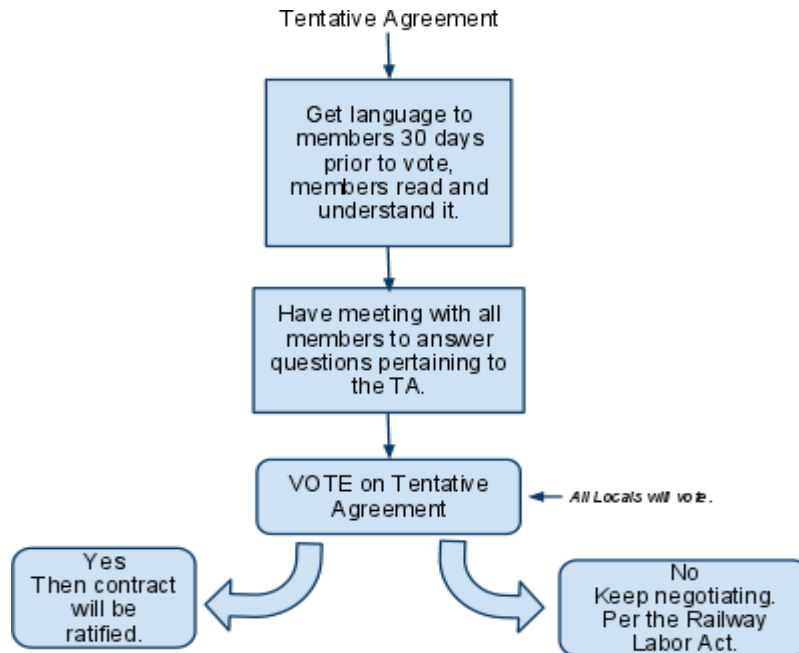 Tentative Agreement
Get language to
members 30 days
prior to vote,
members read and
understand it.
Have meeting with all
members to answer
questions pertaining to
the TA.
VOTE on Tentative
Agreement
All Locals will vote.
Yes
Then contract
will be
ratified.
No
Keep negotiating.
Per the Railway
Labor Act.